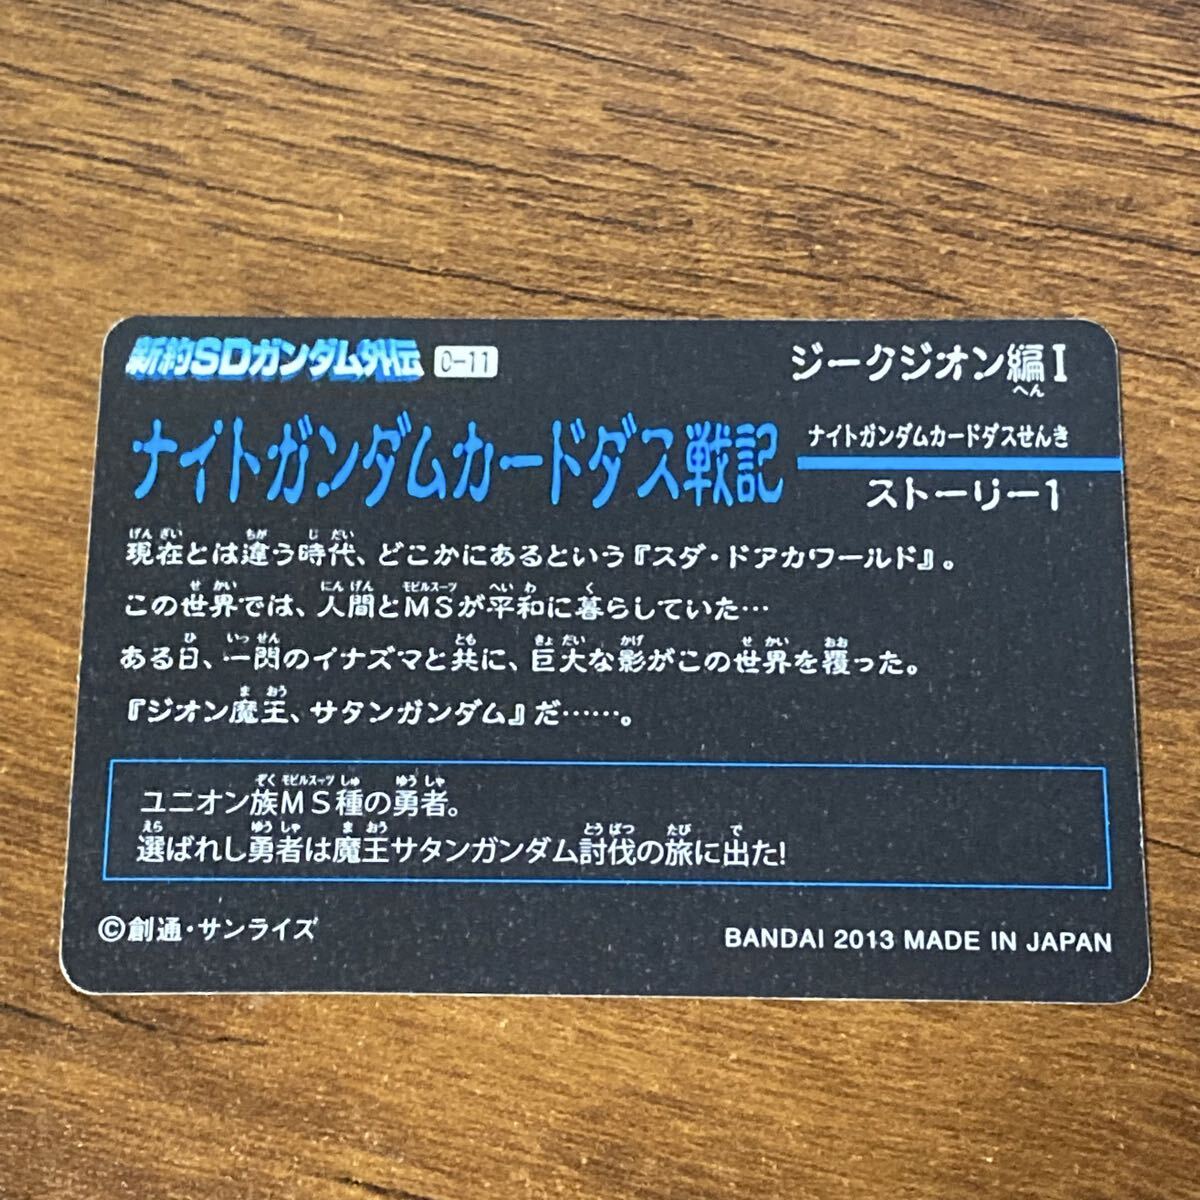 新約SDガンダム外伝 C-11 ジークジオン編I
へん
ナイトガンダムカードダス戦記 ナイトガンダムカードダスせんき
ストーリー1
げんざい ちが じだい
現在とは違う時代、どこかにあるという『スダ・ドアカワールド』。
せかい にんげん モビルスーツ へいわ く
この世界では、人間とMSが平和に暮らしていた…
ひ いっせん とも きょだい かげ せかい おお
ある日、一閃のイナズマと共に、巨大な影がこの世界を覆った。
まおう
『ジオン魔王、サタンガンダム』だ……。
ぞく モビルスーツ しゅ ゆうしゃ
ユニオン族MS種の勇者。
えら ゆうしゃ まおう とうばつ たび で
選ばれし勇者は魔王サタンガンダム討伐の旅に出た!
©創通・サンライズ
BANDAI 2013 MADE IN JAPAN